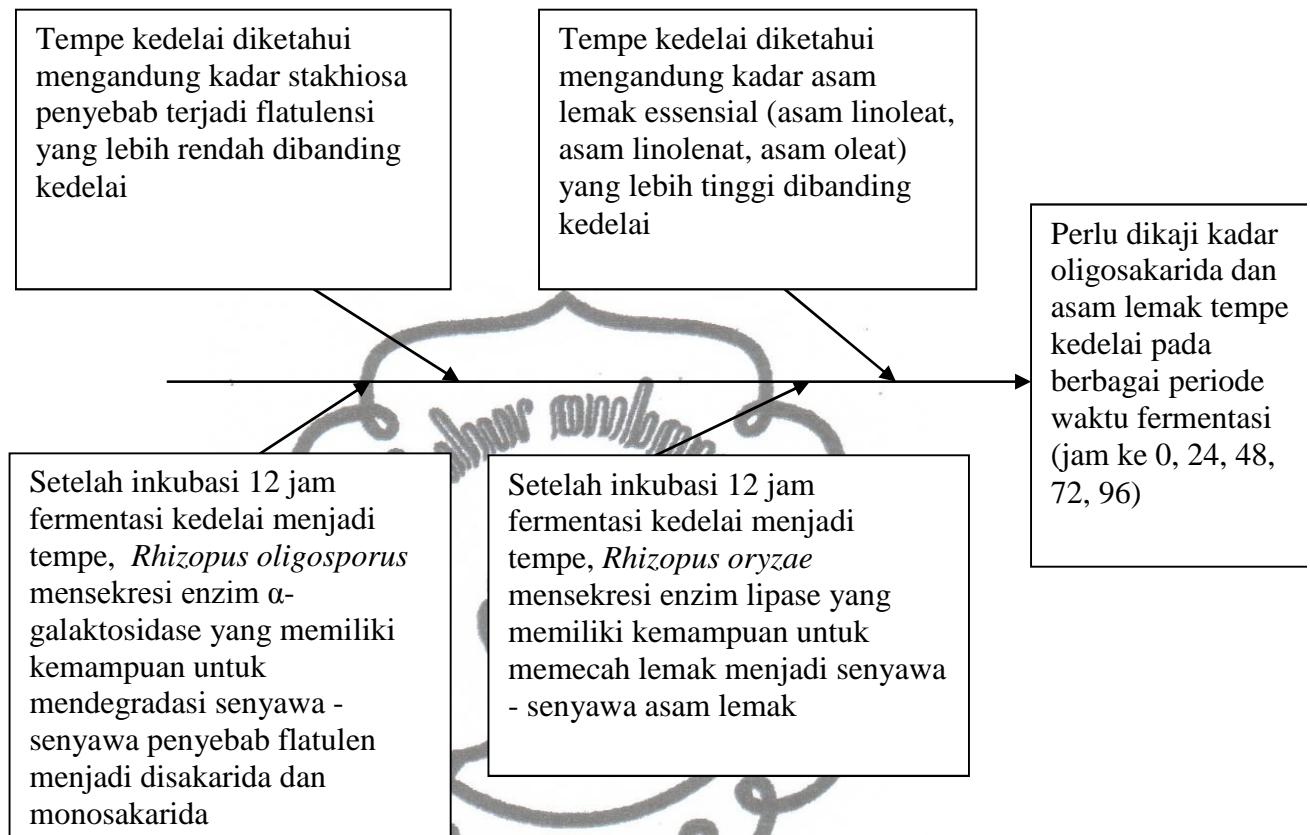 Tempe kedelai diketahui
mengandung kadar stakhiosa
penyebab terjadi flatulensi
yang lebih rendah dibanding
kedelai
Tempe kedelai diketahui
mengandung kadar asam
lemak essensial (asam linoleat,
asam linolenat, asam oleat)
yang lebih tinggi dibanding
kedelai
Perlu dikaji kadar
oligosakarida dan
asam lemak tempe
kedelai pada
berbagai periode
waktu fermentasi
(jam ke 0, 24, 48,
72, 96)
Setelah inkubasi 12 jam
fermentasi kedelai menjadi
tempe,  Rhizopus oligosporus
mensekresi enzim α-
galaktosidase yang memiliki
kemampuan untuk
mendegradasi senyawa -
senyawa penyebab flatulen
menjadi disakarida dan
monosakarida
Setelah inkubasi 12 jam
fermentasi kedelai menjadi
tempe, Rhizopus oryzae
mensekresi enzim lipase yang
memiliki kemampuan untuk
memecah lemak menjadi senyawa
- senyawa asam lemak